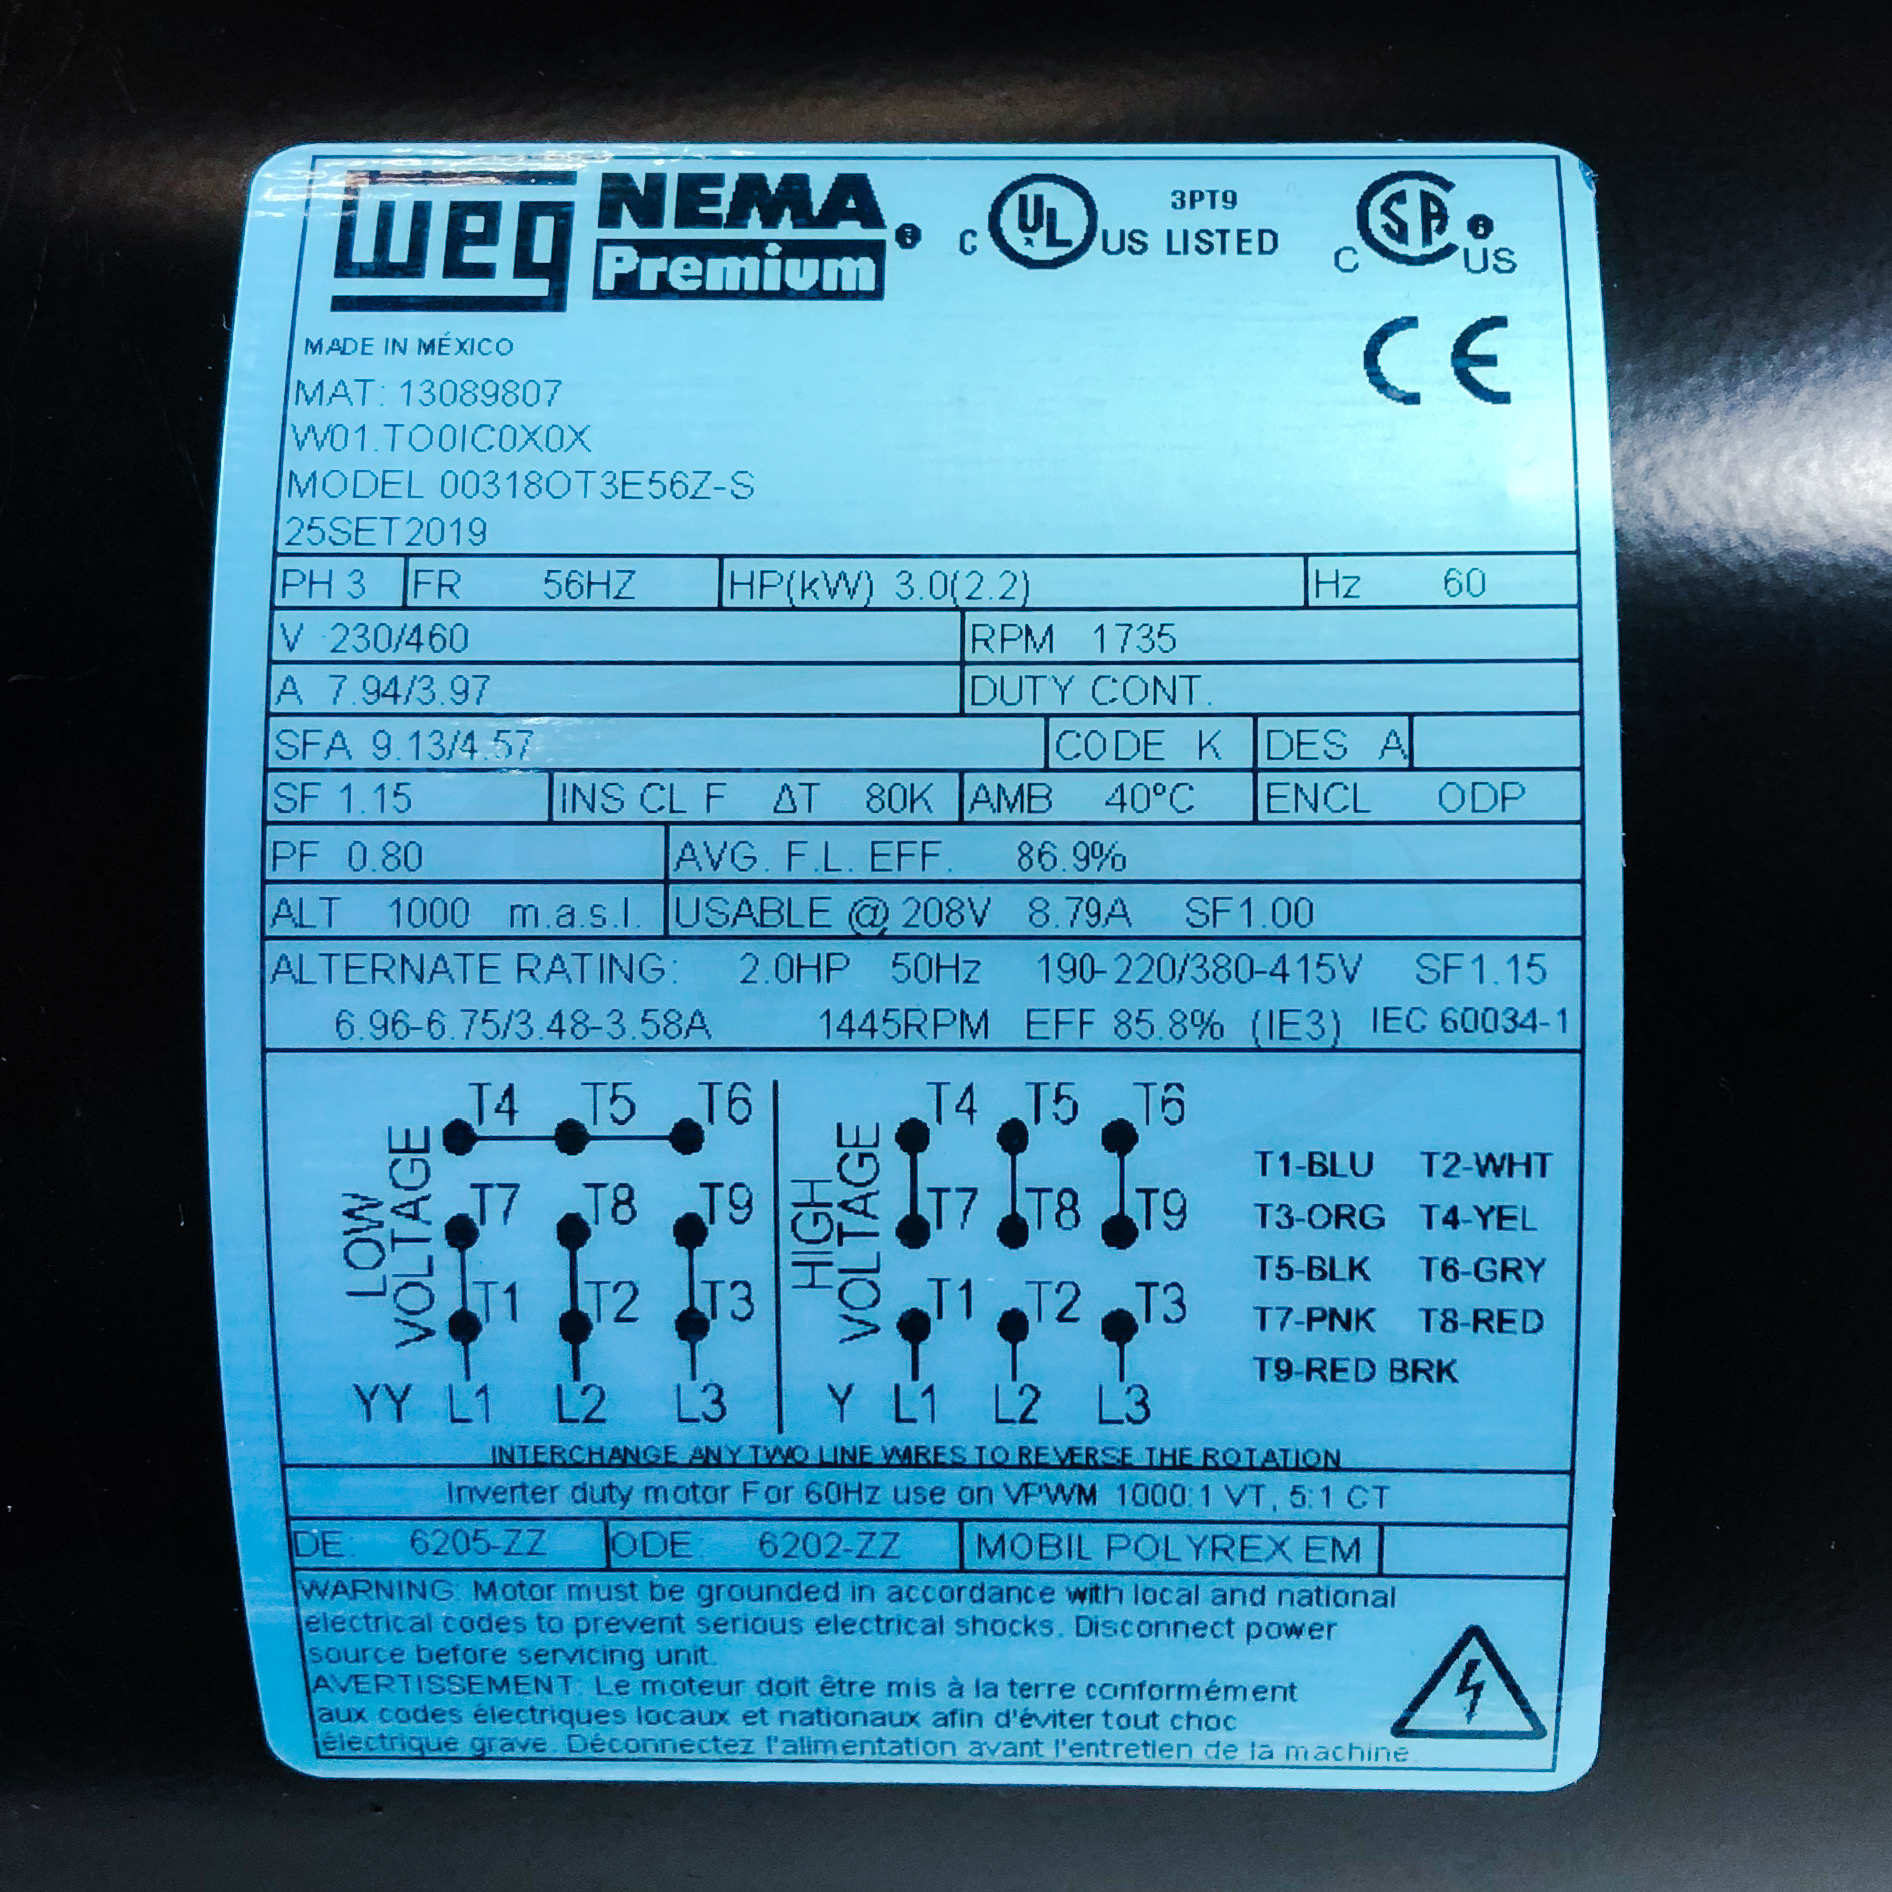 weg NEMA Premium® c UL US LISTED 3PT9 c SA ® US
CE
MADE IN MÉXICO
MAT: 13089807
W01.TO0IC0X0X
MODEL 00318OT3E56Z-S
25SET2019
PH 3 FR 56HZ HP(kW) 3.0(2.2) Hz 60
V 230/460 RPM 1735
A 7.94/3.97 DUTY CONT.
SFA 9.13/4.57 CODE K DES A
SF 1.15 INS CL F ΔT 80K AMB 40°C ENCL ODP
PF 0.80 AVG. F.L. EFF. 86.9%
ALT 1000 m.a.s.l. USABLE @ 208V 8.79A SF1.00
ALTERNATE RATING: 2.0HP 50Hz 190-220/380-415V SF1.15
6.96-6.75/3.48-3.58A 1445RPM EFF 85.8% (IE3) IEC 60034-1
LOW VOLTAGE
T4 T5 T6
T7 T8 T9
T1 T2 T3
YY L1 L2 L3
HIGH VOLTAGE
T4 T5 T6
T7 T8 T9
T1 T2 T3
Y L1 L2 L3
T1-BLU T2-WHT
T3-ORG T4-YEL
T5-BLK T6-GRY
T7-PNK T8-RED
T9-RED BRK
INTERCHANGE ANY TWO LINE WIRES TO REVERSE THE ROTATION
Inverter duty motor For 60Hz use on VPWM 1000:1 VT, 5:1 CT
DE: 6205-ZZ ODE: 6202-ZZ MOBIL POLYREX EM
WARNING: Motor must be grounded in accordance with local and national
electrical codes to prevent serious electrical shocks. Disconnect power
source before servicing unit.
AVERTISSEMENT: Le moteur doit être mis à la terre conformément
aux codes électriques locaux et nationaux afin d'éviter tout choc
électrique grave. Déconnectez l'alimentation avant l'entretien de la machine.